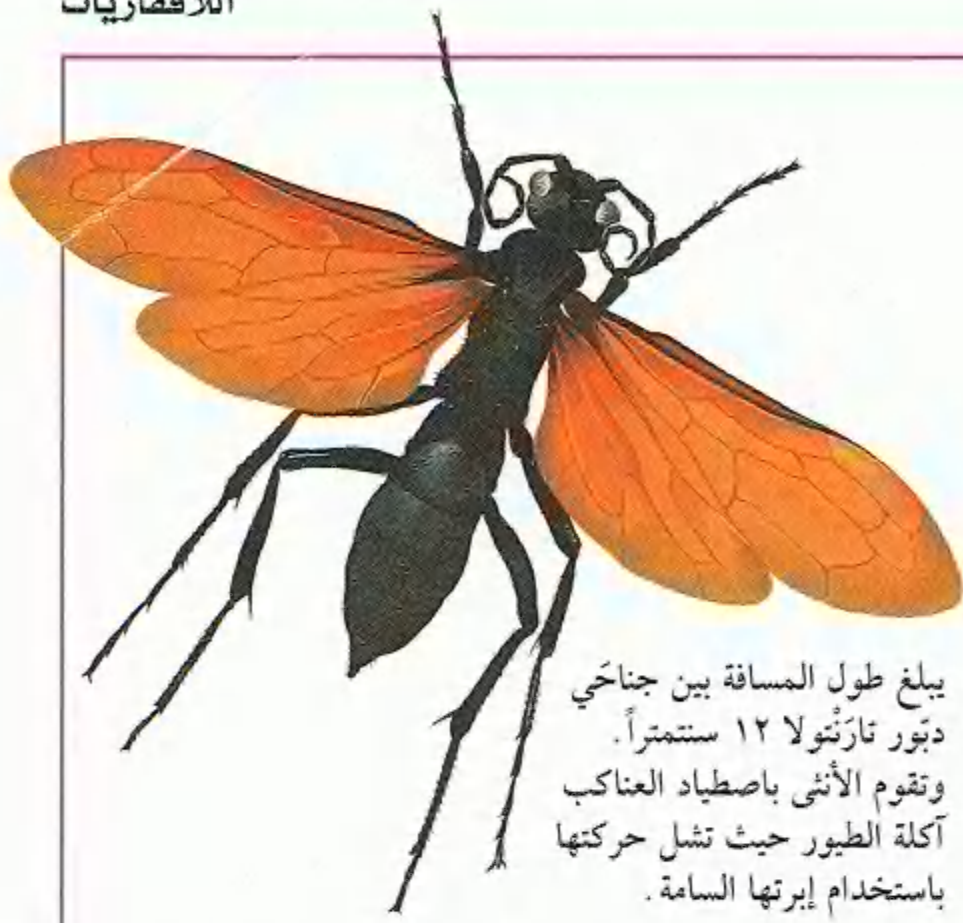 اللافقاريات
يبلغ طول المسافة بين جناحَي
دبّور تارَنْتولا ١٢ سنتمتراً.
وتقوم الأنثى باصطياد العناكب
آكلة الطيور حيث تشل حركتها
باستخدام إبرتها السامة.